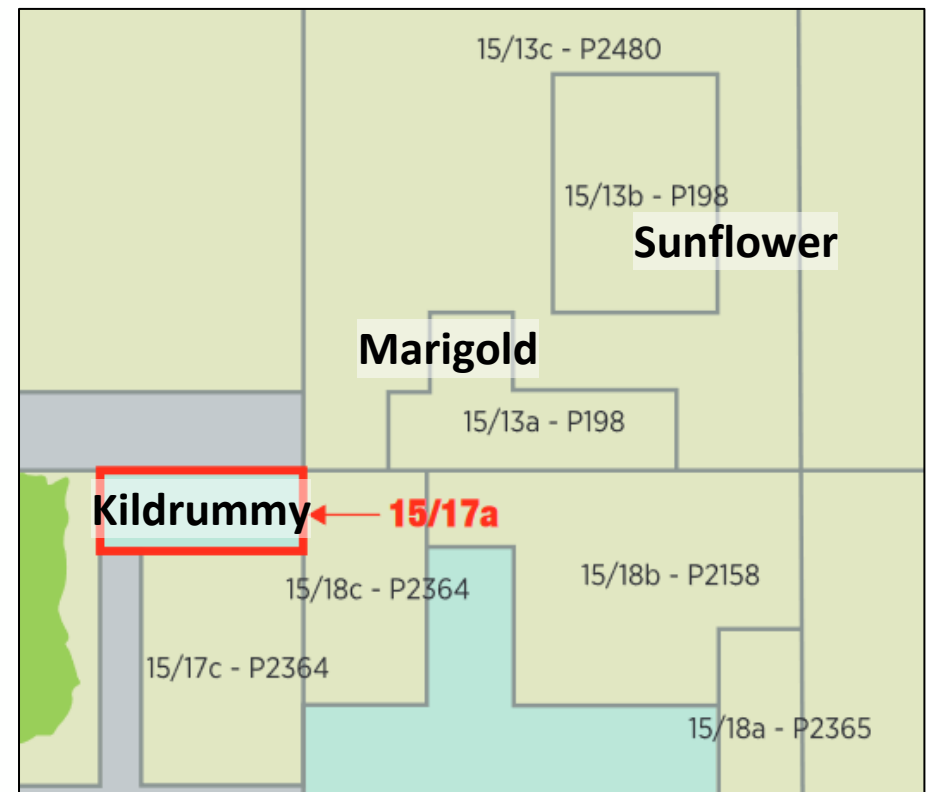 15/13c - P2480
15/13b - P198
Sunflower
Marigold
15/13a - P198
Kildrummy
15/17a
15/18b - P2158
15/18c - P2364
15/17c - P2364
15/18a - P2365